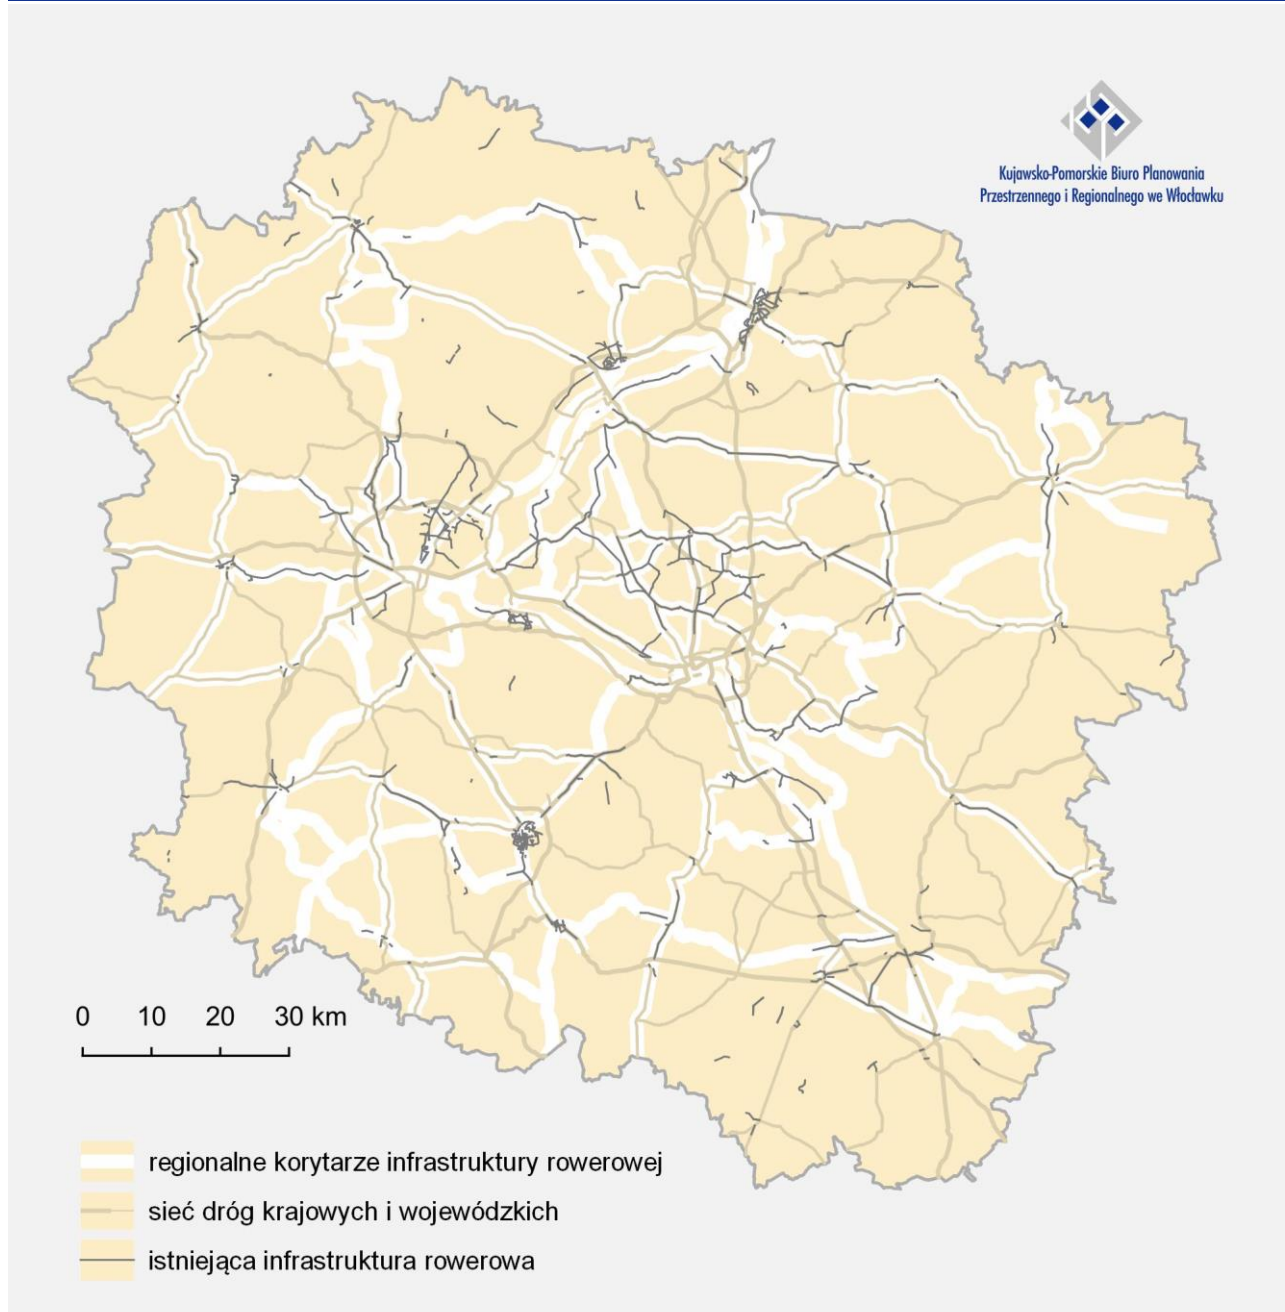 Kujawsko-Pomorskie Biuro Planowania
Przestrzennego i Regionalnego we Włocławku
0 10 20 30 km
regionalne korytarze infrastruktury rowerowej
sieć dróg krajowych i wojewódzkich
istniejąca infrastruktura rowerowa